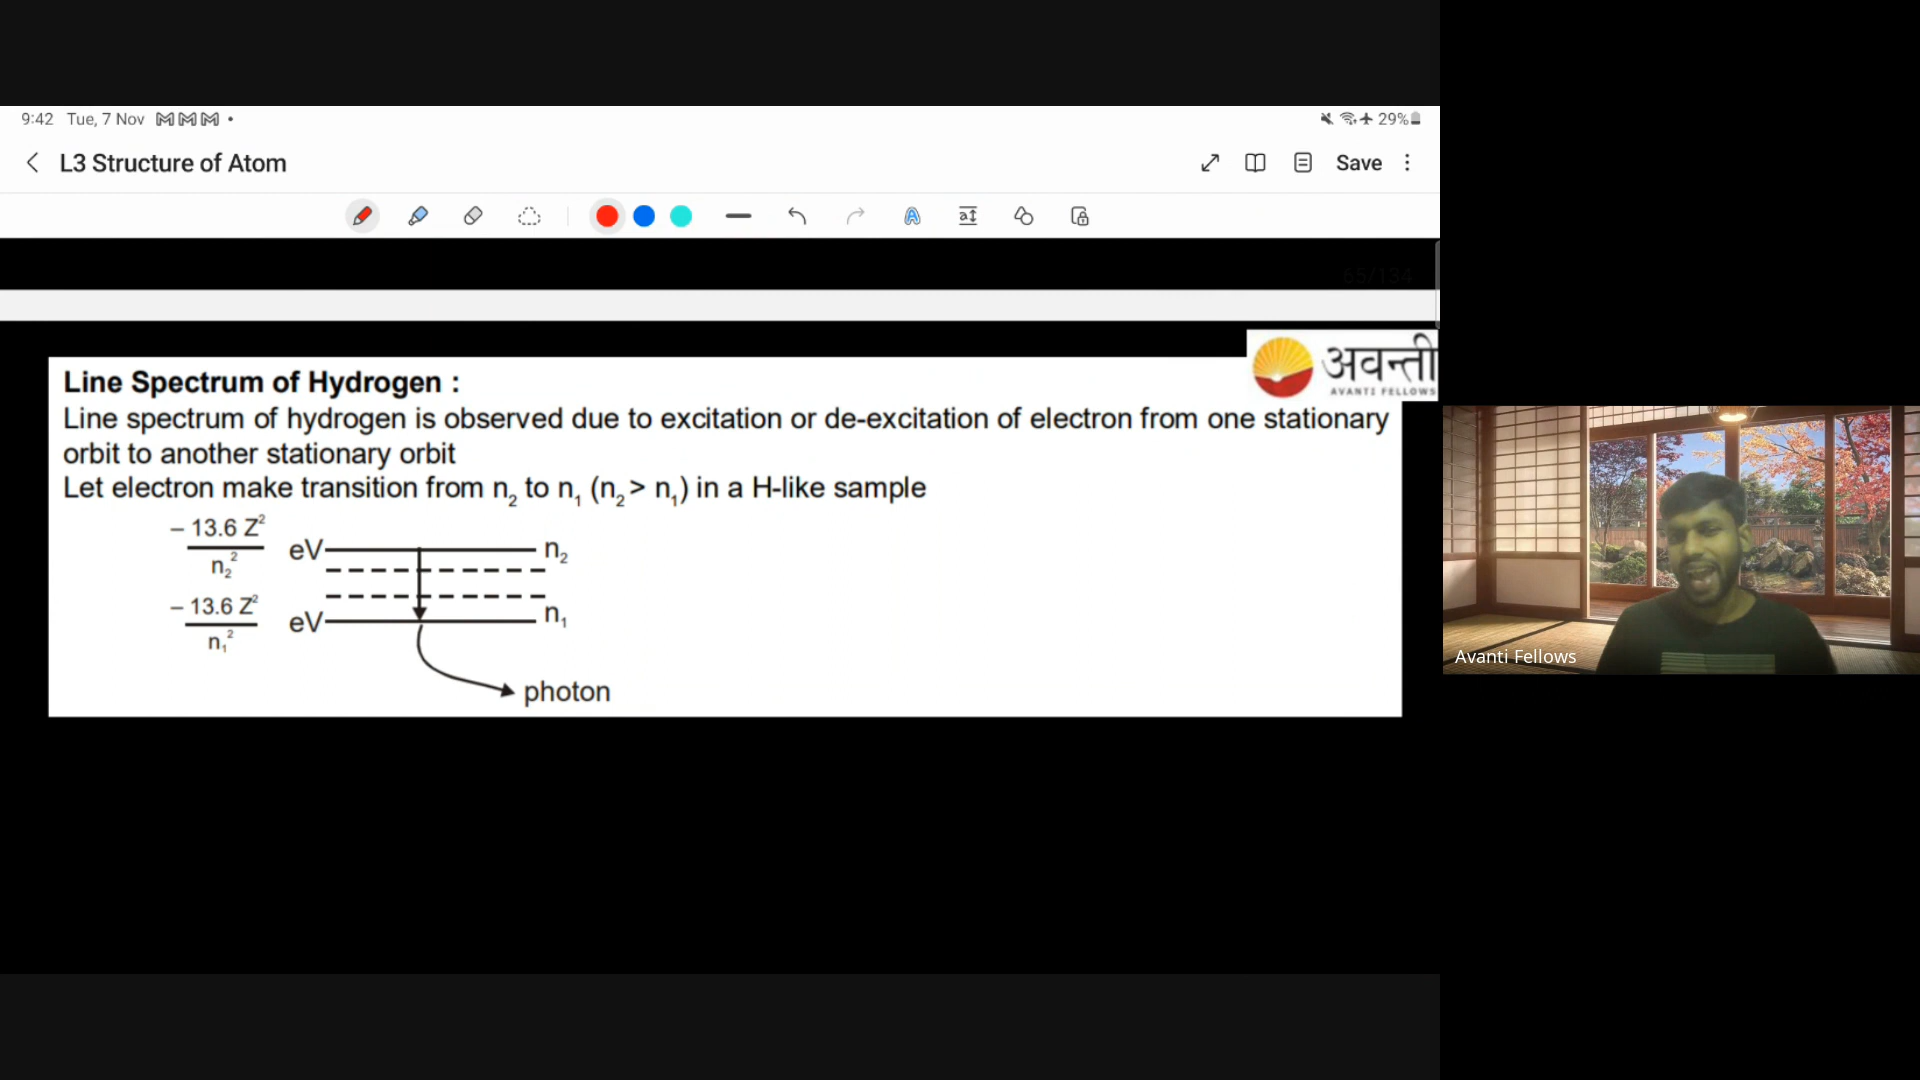 9:42 Tue, 7 Nov
29%
L3 Structure of Atom
Save
65/134
अवन्ती
AVANTI FELLOWS
Line Spectrum of Hydrogen :
Line spectrum of hydrogen is observed due to excitation or de-excitation of electron from one stationary
orbit to another stationary orbit
Let electron make transition from n₂ to n₁ (n₂ > n₁) in a H-like sample
– 13.6 Z²
n₂² eV n₂
– 13.6 Z²
n₁² eV n₁
photon
Avanti Fellows